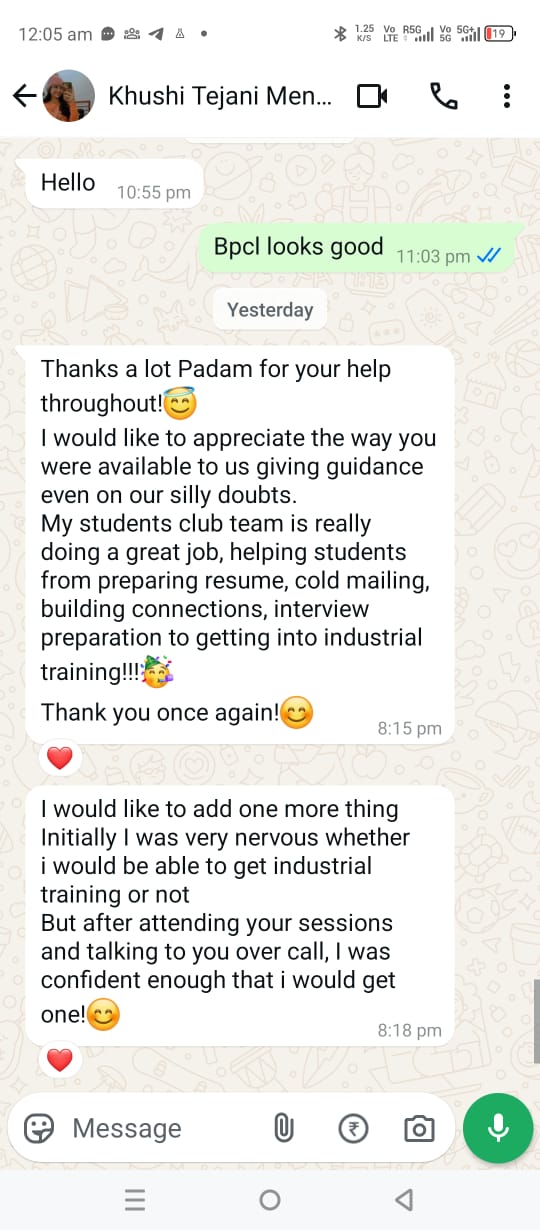 12:05 am
1.25 K/S Vo LTE R5G Vo 5G 5G+ 19
Khushi Tejani Men...
Hello
10:55 pm
Bpcl looks good
11:03 pm
Yesterday
Thanks a lot Padam for your help
throughout!😇
I would like to appreciate the way you
were available to us giving guidance
even on our silly doubts.
My students club team is really
doing a great job, helping students
from preparing resume, cold mailing,
building connections, interview
preparation to getting into industrial
training!!!🥳
Thank you once again!😊
8:15 pm
I would like to add one more thing
Initially I was very nervous whether
i would be able to get industrial
training or not
But after attending your sessions
and talking to you over call, I was
confident enough that i would get
one!😊
8:18 pm
Message